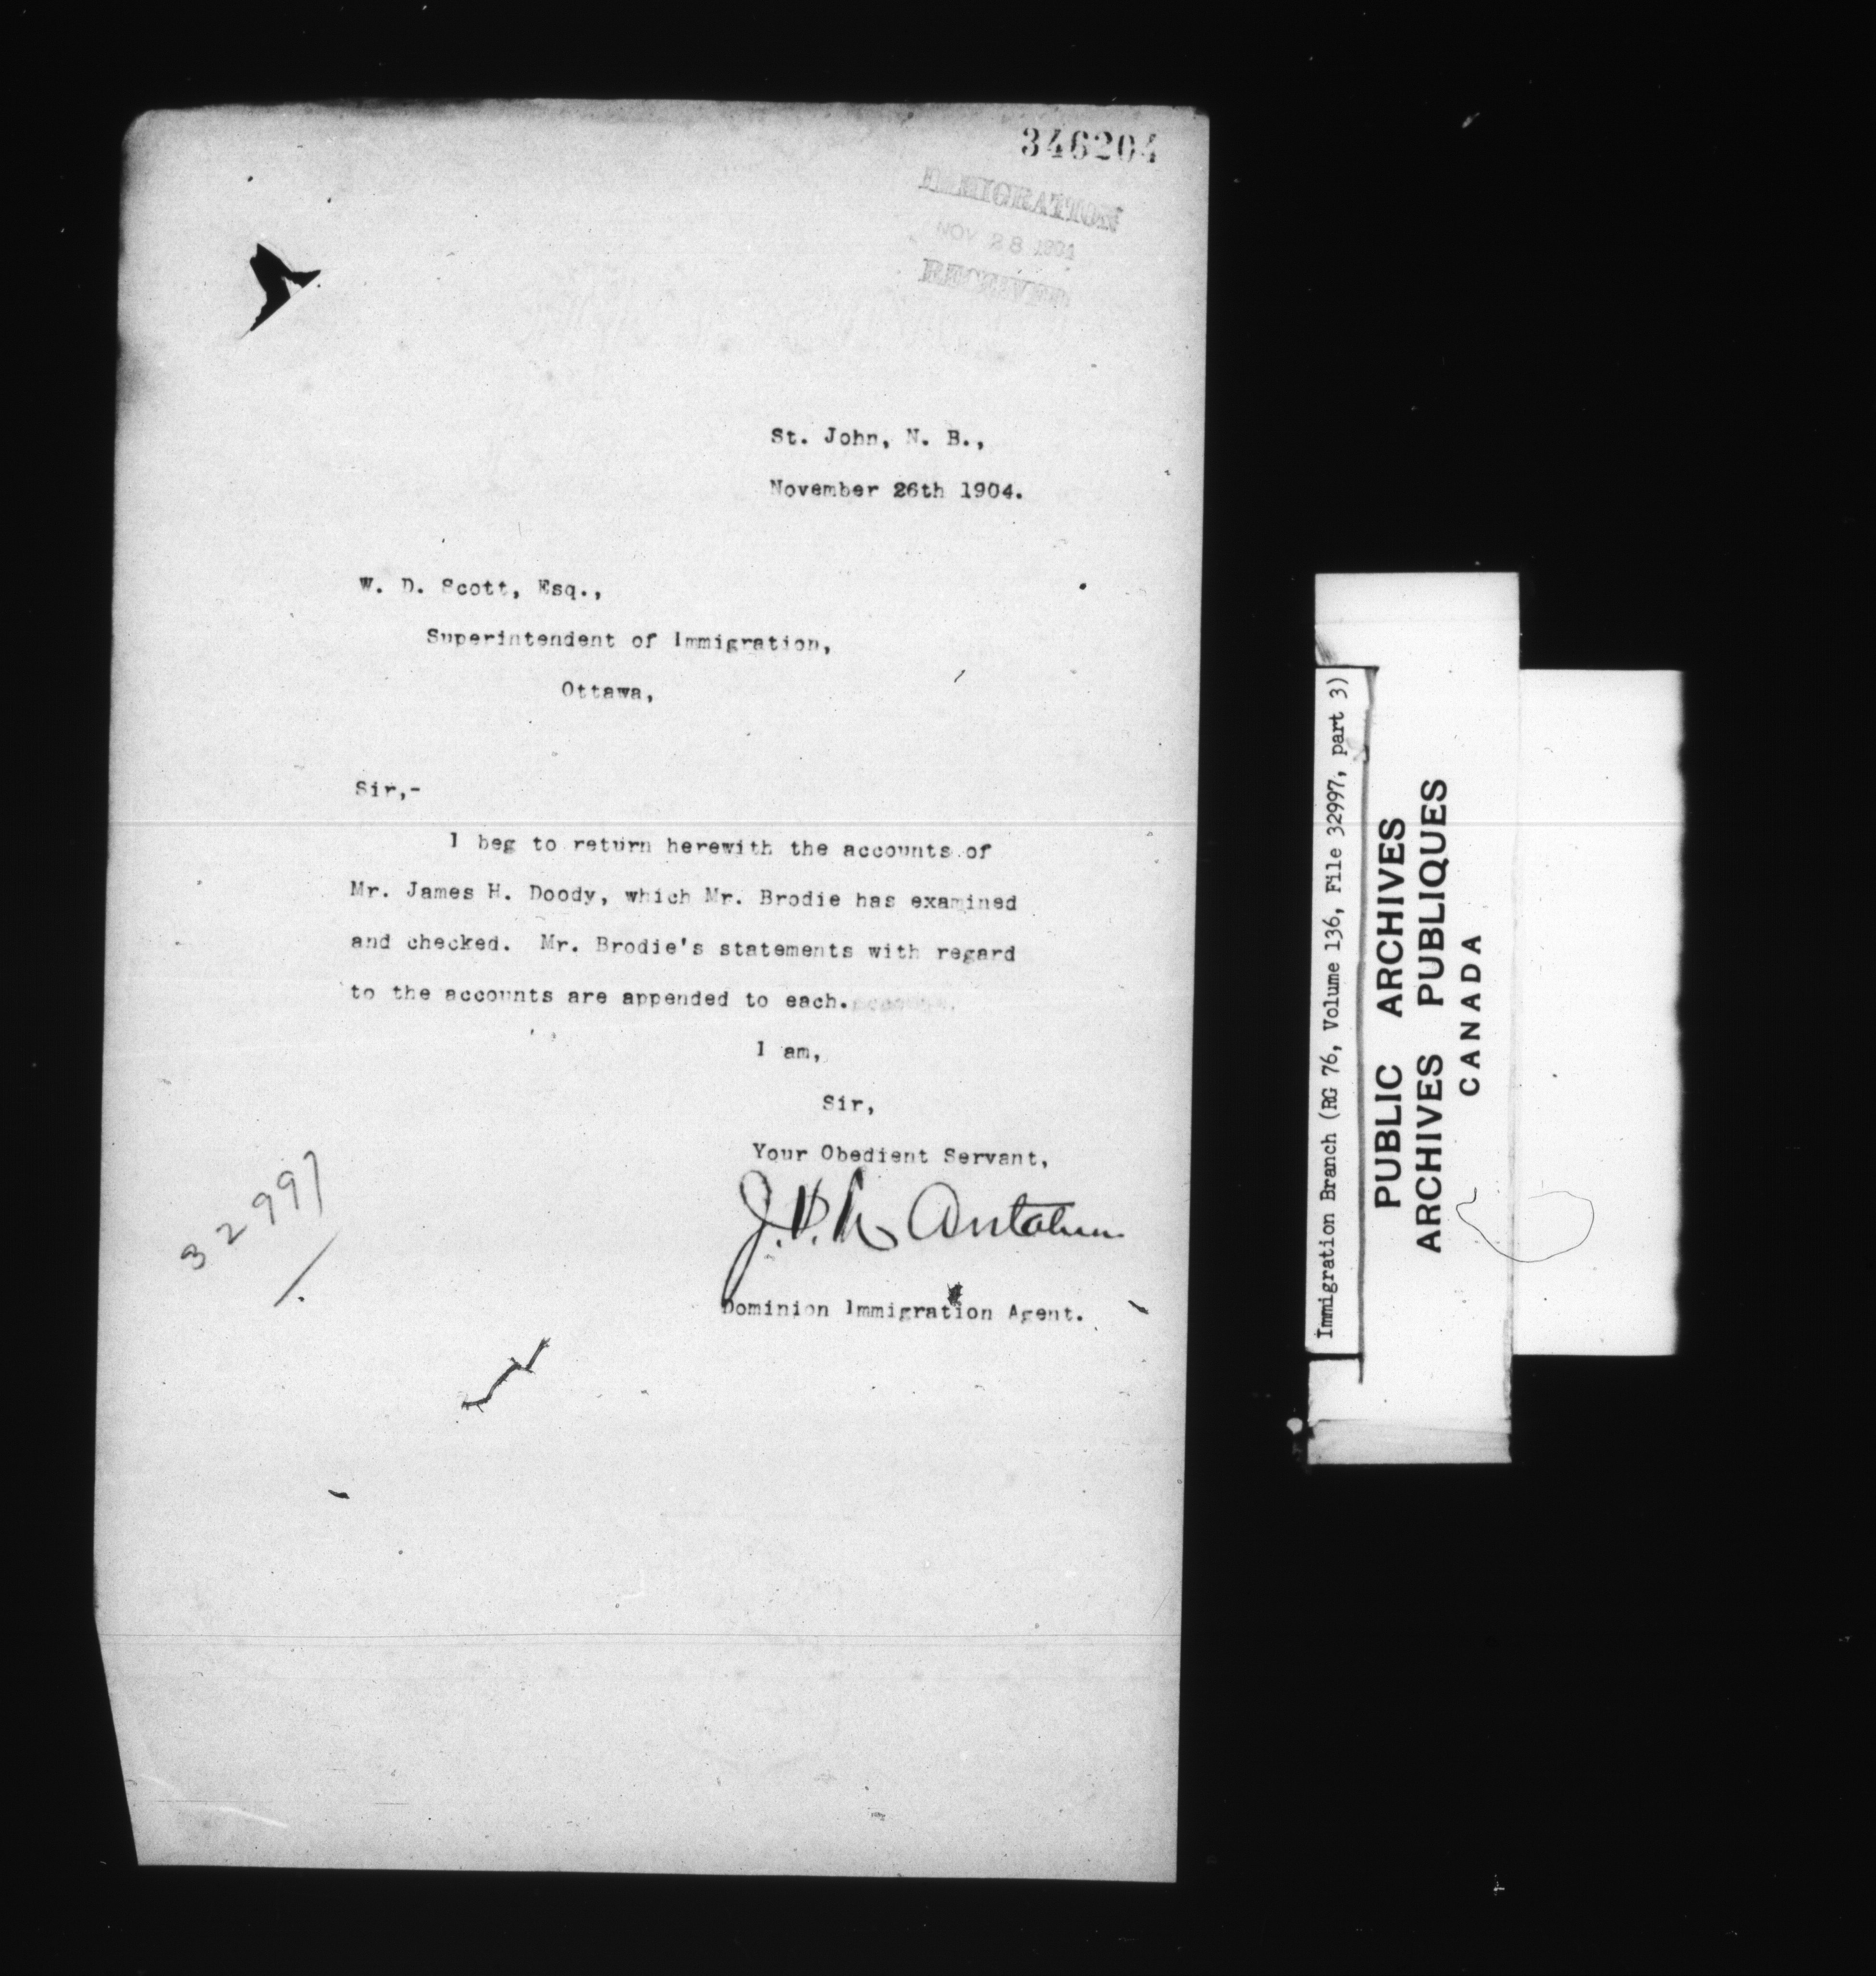 346204
IMMIGRATION
NOV 28 1904
RECEIVED
St. John, N. B.,
November 26th 1904.
W. D. Scott, Esq.,
Superintendent of Immigration,
Ottawa,
Sir,-
I beg to return herewith the accounts of
Mr. James H. Doody, which Mr. Brodie has examined
and checked. Mr. Brodie's statements with regard
to the accounts are appended to each.
I am,
Sir,
Your Obedient Servant,
J. V.
Dominion Immigration Agent.
32997
Immigration Branch (RG 76, Volume 136, File 32997, part 3)
PUBLIC ARCHIVES
ARCHIVES PUBLIQUES
CANADA